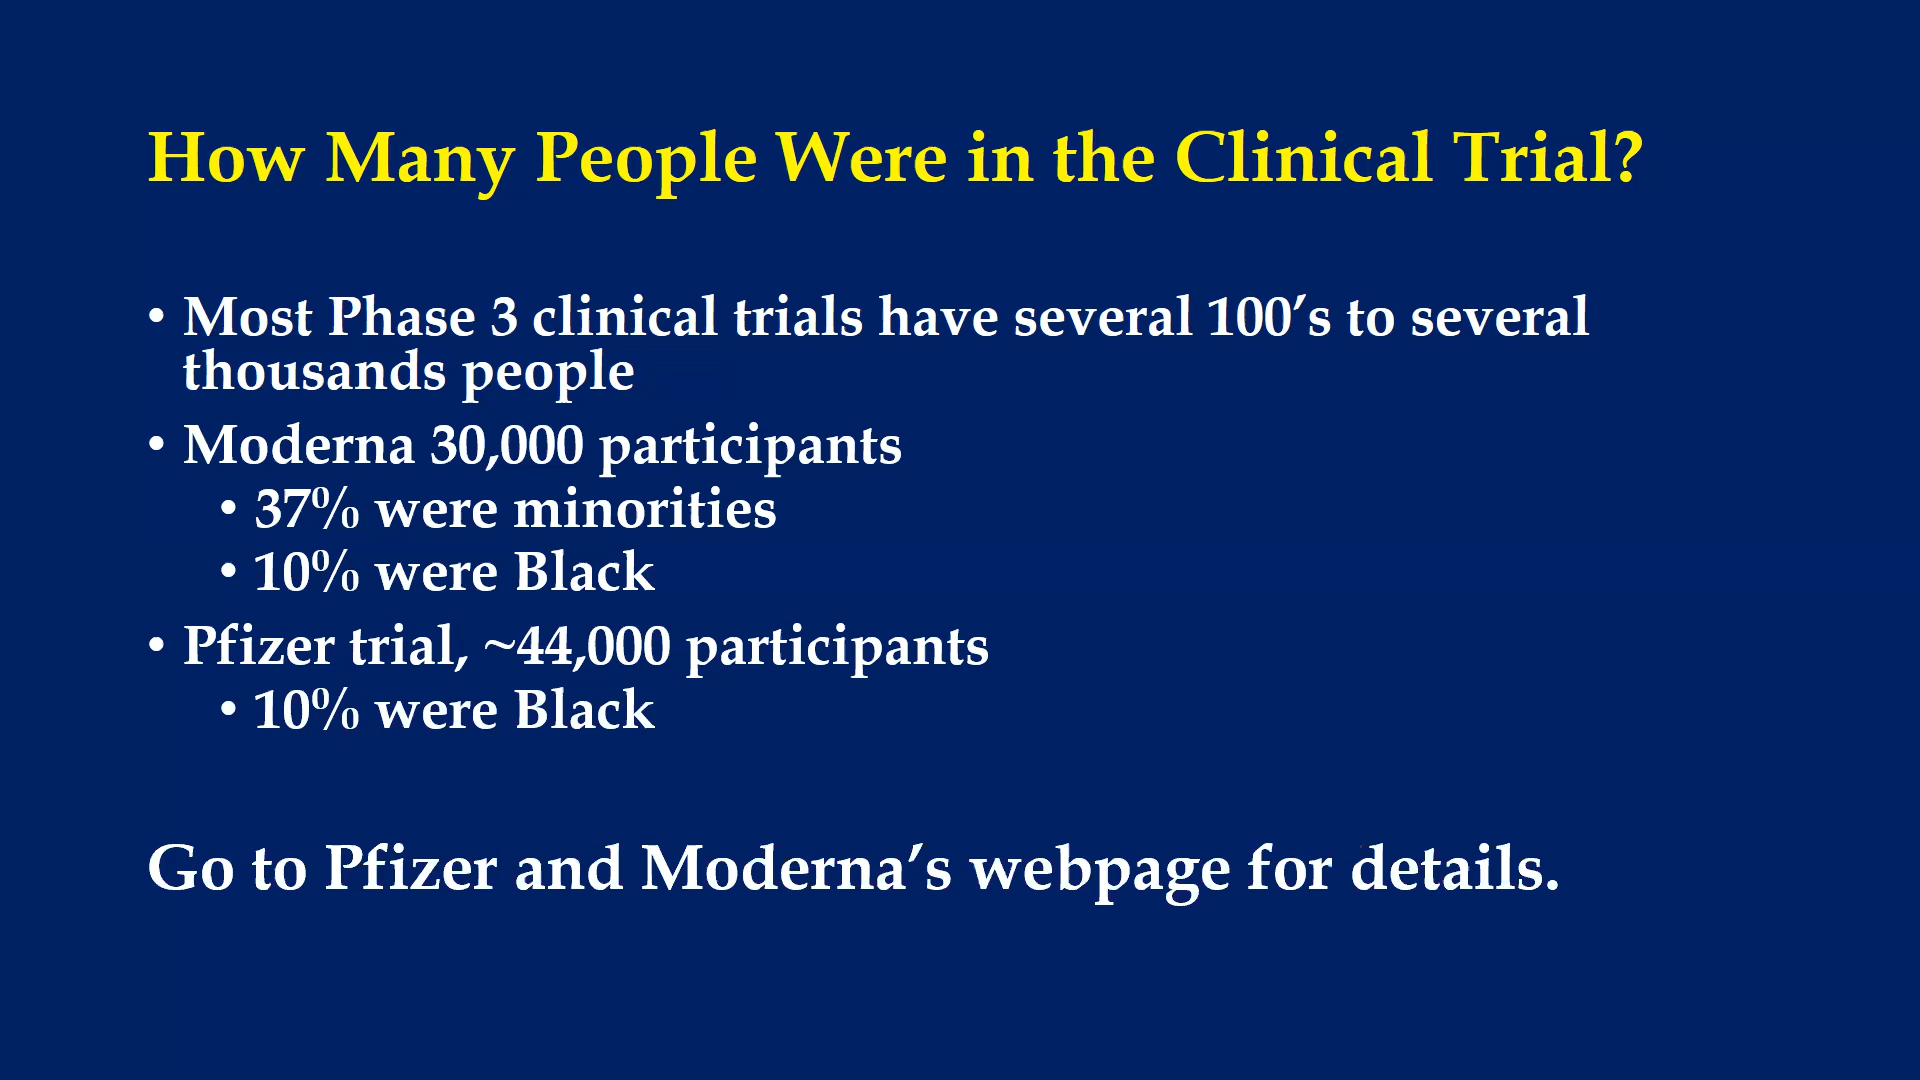 How Many People Were in the Clinical Trial?
• Most Phase 3 clinical trials have several 100’s to several
thousands people
• Moderna 30,000 participants
• 37% were minorities
• 10% were Black
• Pfizer trial, ~44,000 participants
• 10% were Black
Go to Pfizer and Moderna’s webpage for details.